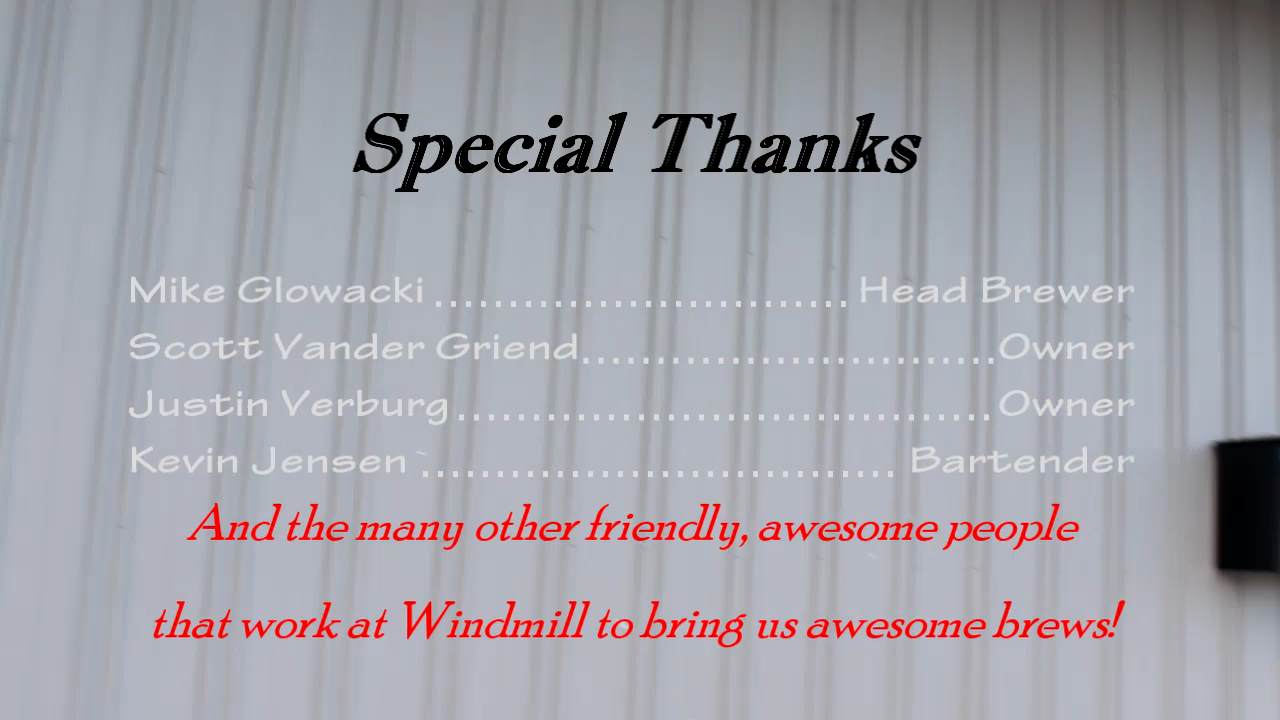 Special Thanks
Mike Glowacki ............................ Head Brewer
Scott Vander Griend............................Owner
Justin Verburg ....................................Owner
Kevin Jensen ................................ Bartender
And the many other friendly, awesome people
that work at Windmill to bring us awesome brews!